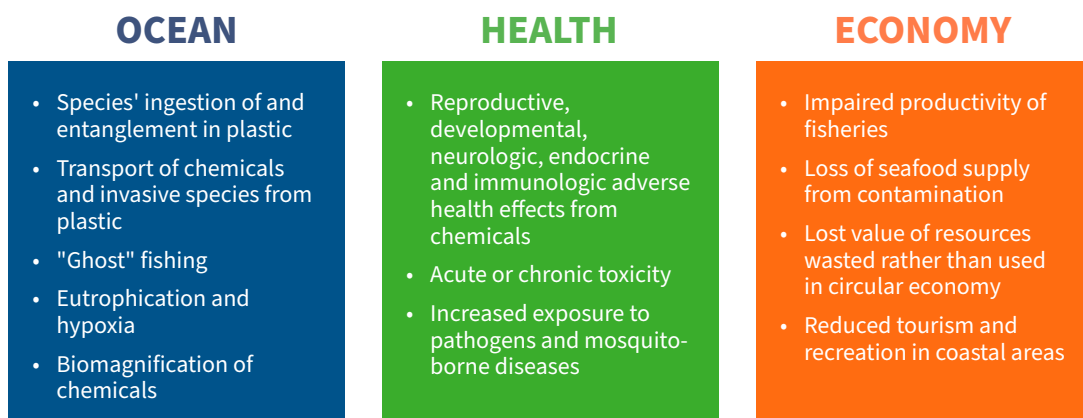 OCEAN
• Species' ingestion of and
entanglement in plastic
• Transport of chemicals
and invasive species from
plastic
• "Ghost" fishing
• Eutrophication and
hypoxia
• Biomagnification of
chemicals
HEALTH
• Reproductive,
developmental,
neurologic, endocrine
and immunologic adverse
health effects from
chemicals
• Acute or chronic toxicity
• Increased exposure to
pathogens and mosquito-
borne diseases
ECONOMY
• Impaired productivity of
fisheries
• Loss of seafood supply
from contamination
• Lost value of resources
wasted rather than used
in circular economy
• Reduced tourism and
recreation in coastal areas